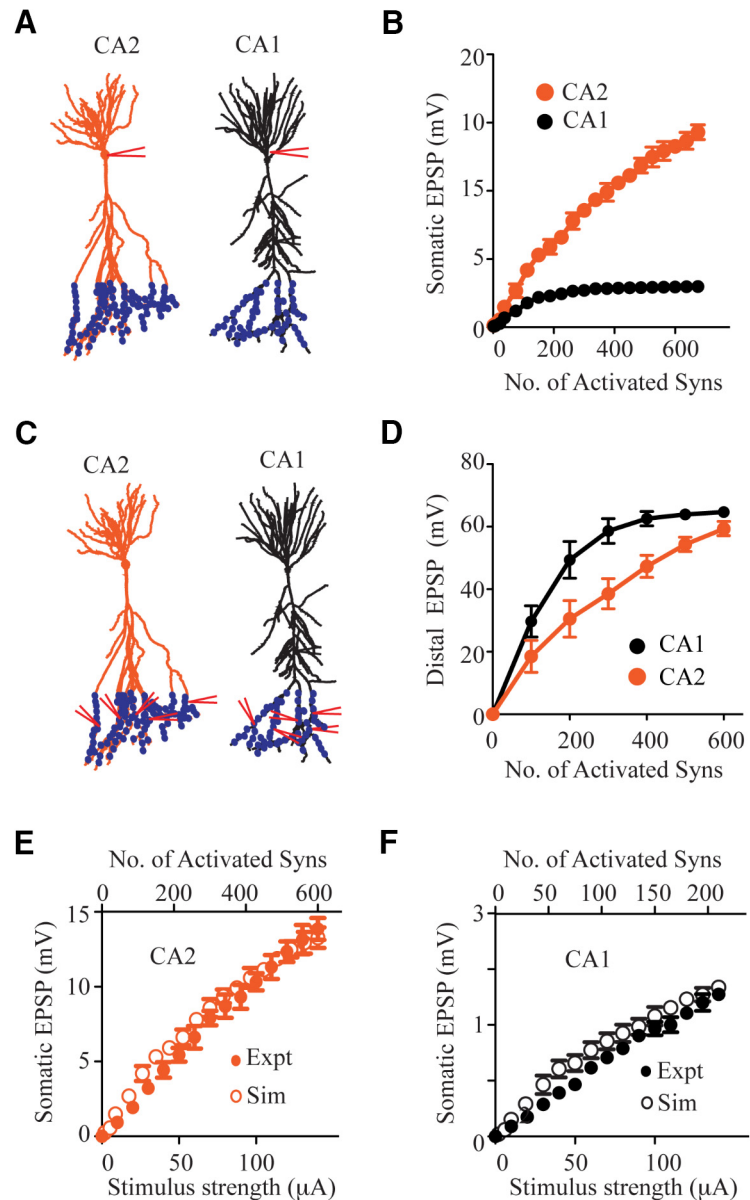 A
CA2 CA1
B
20
10
15
5
0
Somatic EPSP (mV)
CA2
CA1
0 200 400 600
No. of Activated Syns
C
CA2 CA1
D
80
60
40
20
0
Distal EPSP (mV)
CA1
CA2
0 200 400 600
No. of Activated Syns
E
No. of Activated Syns
0 200 400 600
15
10
5
0
Somatic EPSP (mV)
CA2
Expt
Sim
0 50 100
Stimulus strength (µA)
F
No. of Activated Syns
0 50 100 150 200
3
1
0
Somatic EPSP (mV)
CA1
Expt
Sim
0 50 100
Stimulus strength (µA)